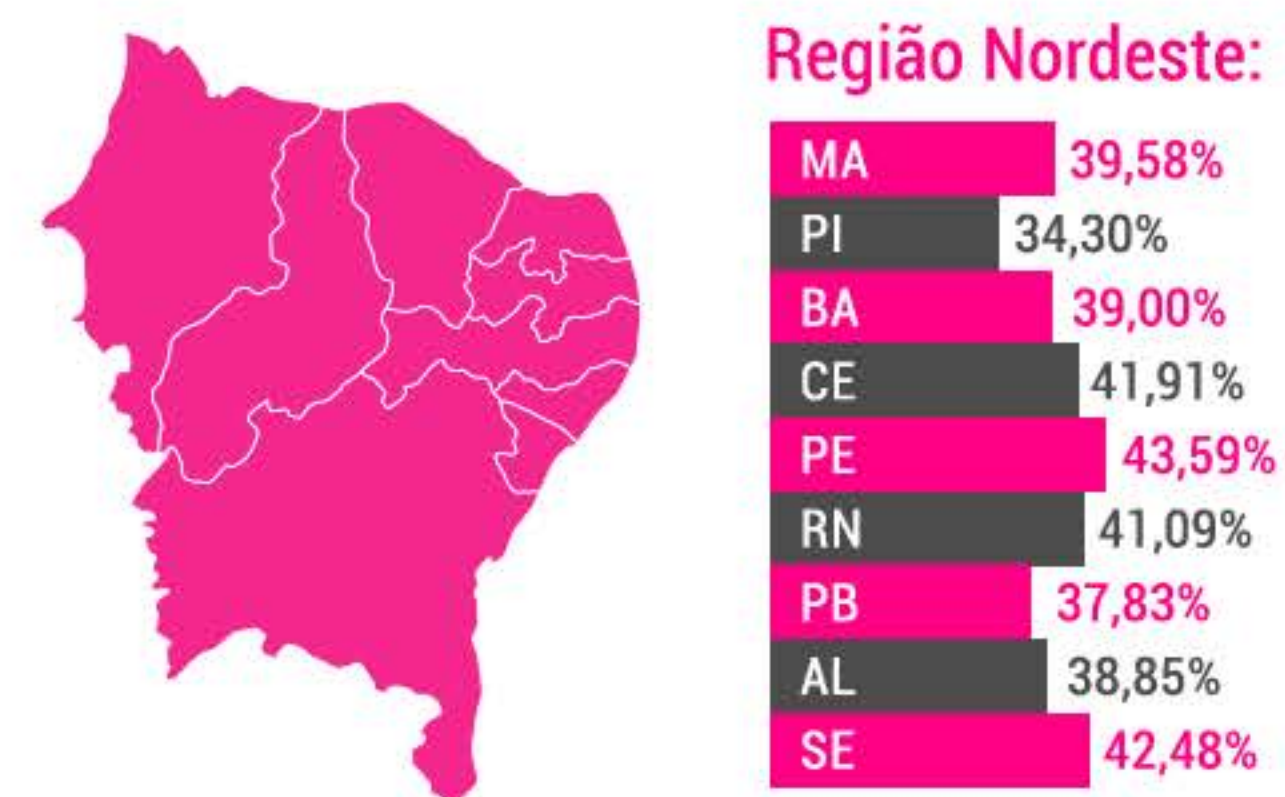 Região Nordeste:
MA 39,58%
PI 34,30%
BA 39,00%
CE 41,91%
PE 43,59%
RN 41,09%
PB 37,83%
AL 38,85%
SE 42,48%